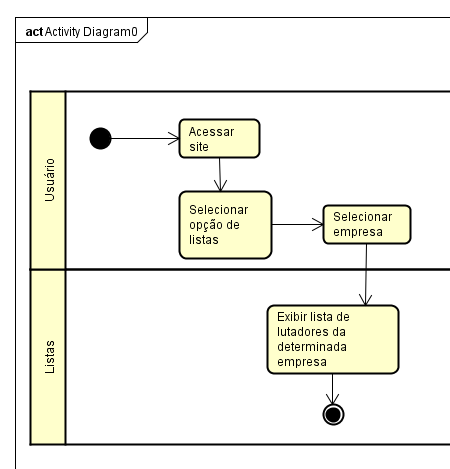 act Activity Diagram0
Usuário
Acessar
site
Selecionar
opção de
listas
Selecionar
empresa
Listas
Exibir lista de
lutadores da
determinada
empresa